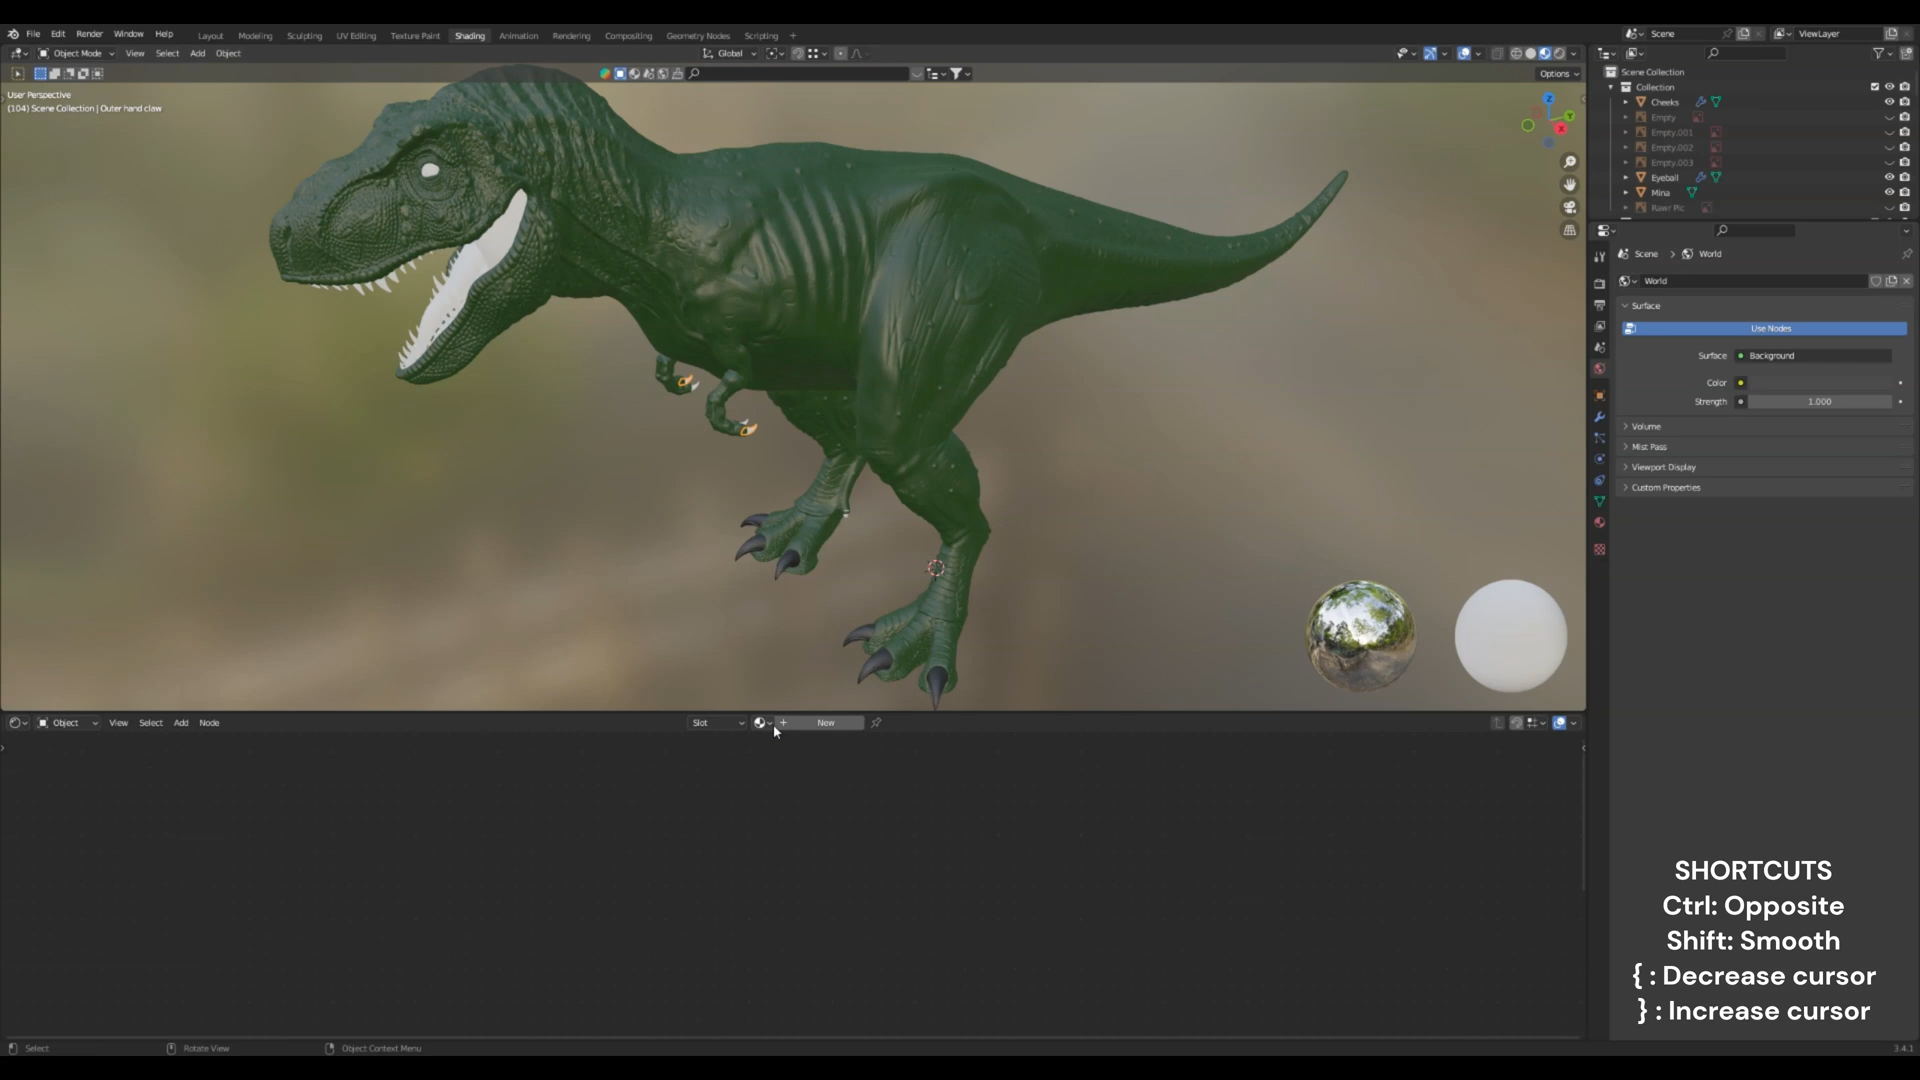 File Edit Render Window Help Layout Modeling Sculpting UV Editing Texture Paint Shading Animation Rendering Compositing Geometry Nodes Scripting + Scene ViewLayer
Object Mode View Select Add Object Global
Options
User Perspective
(104) Scene Collection | Outer hand claw
Z
Y
X
Scene Collection
Collection
Cheeks
Empty
Empty.001
Empty.002
Empty.003
Eyeball
Mina
Rawr Pic
Scene > World
World
Surface
Use Nodes
Surface Background
Color
Strength 1.000
Volume
Mist Pass
Viewport Display
Custom Properties
Object View Select Add Node Slot + New
SHORTCUTS
Ctrl: Opposite
Shift: Smooth
{ : Decrease cursor
} : Increase cursor
Select Rotate View Object Context Menu 3.4.1